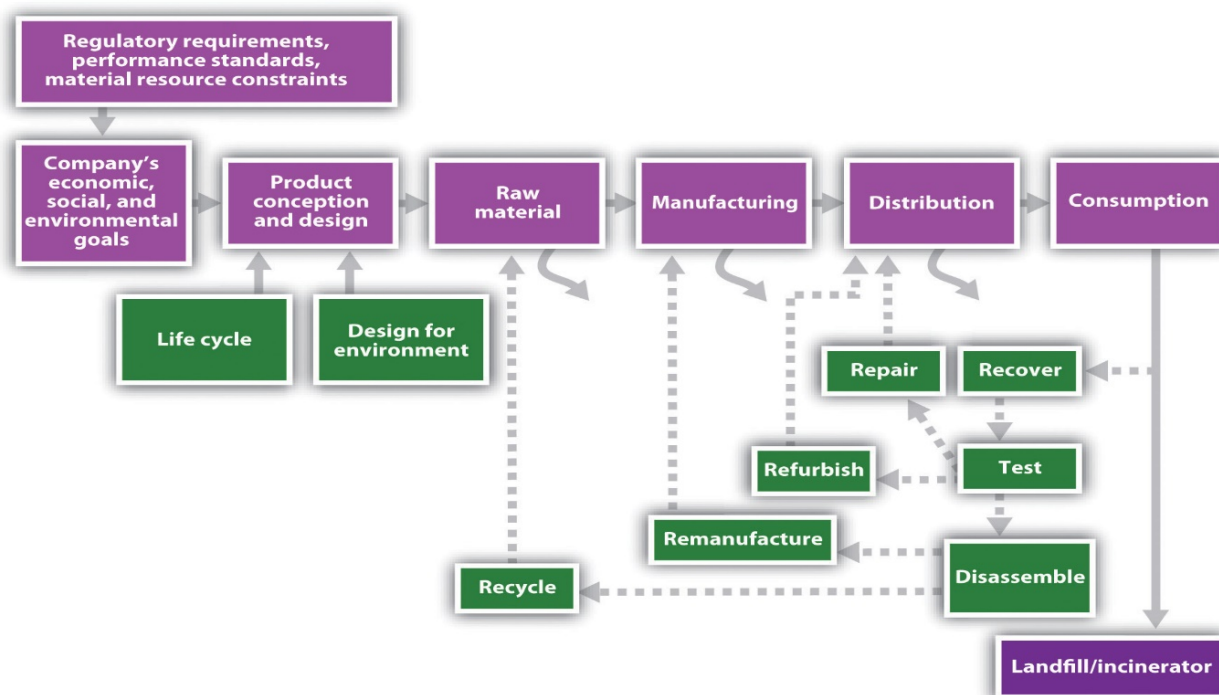 Regulatory requirements,
performance standards,
material resource constraints
Company's
economic,
social, and
environmental
goals
Product
conception
and design
Raw
material
Manufacturing
Distribution
Consumption
Life cycle
Design for
environment
Repair
Recover
Refurbish
Test
Remanufacture
Disassemble
Recycle
Landfill/incinerator